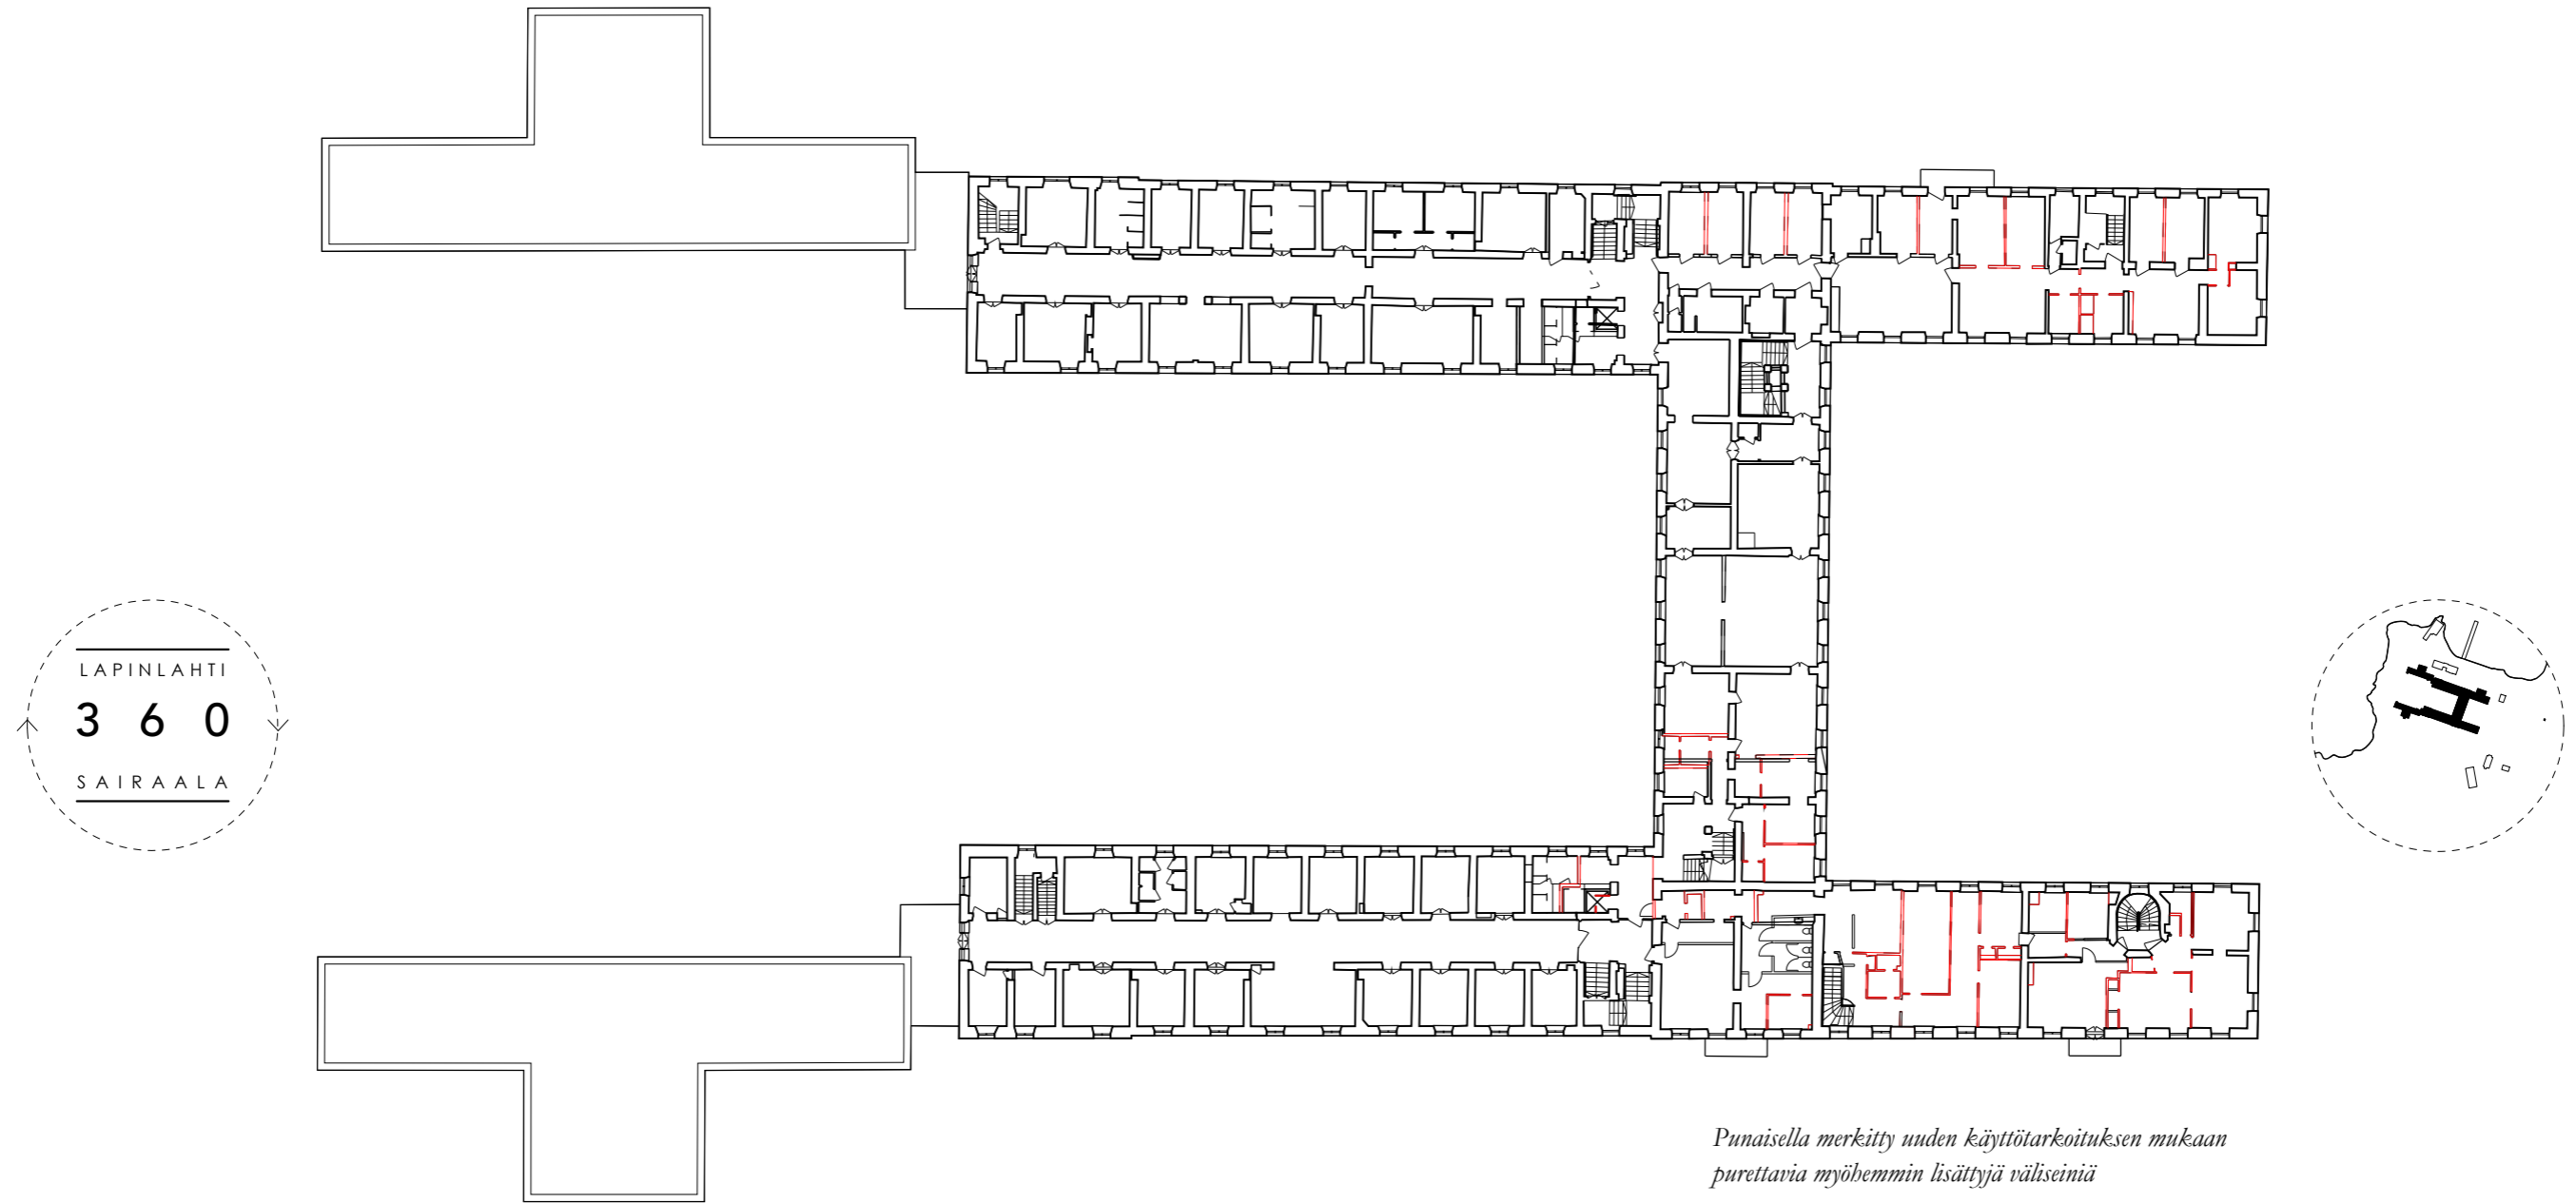 LAPINLAHTI
3 6 0
SAIRAALA
Punaisella merkitty uuden käyttötarkoituksen mukaan
purettavia myöhemmin lisättyjä väliseiniä